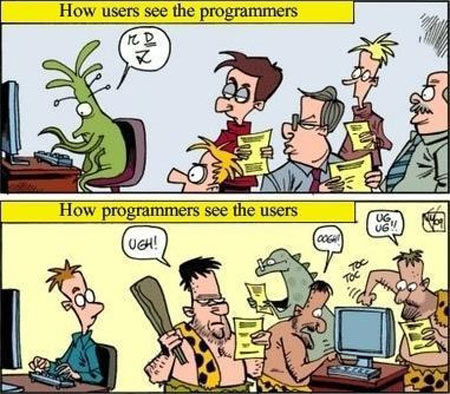 How users see the programmers
How programmers see the users
UGH!
OOGH!
TOC
TOC
UG
UG!!